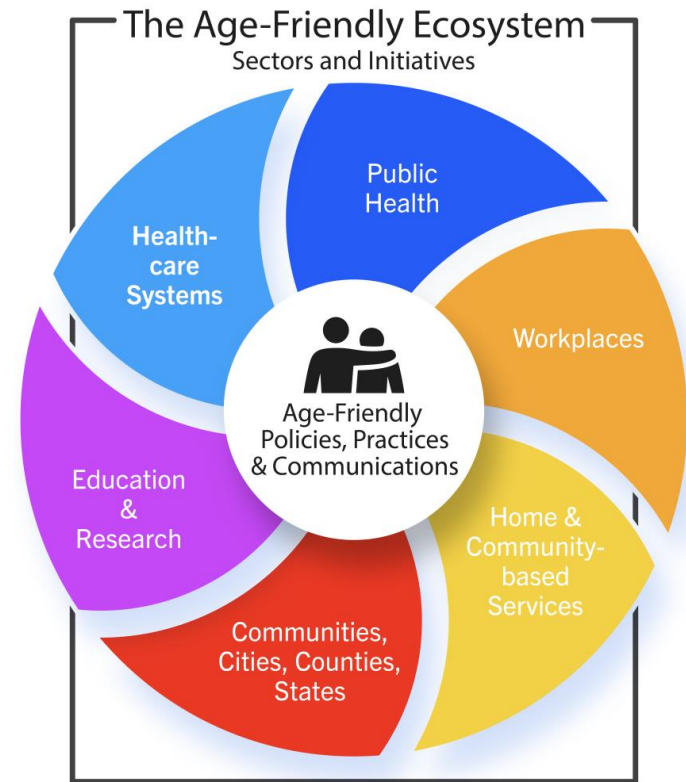 The Age-Friendly Ecosystem
Sectors and Initiatives
Public
Health
Workplaces
Home &
Community-
based
Services
Communities,
Cities, Counties,
States
Education
&
Research
Health-
care
Systems
Age-Friendly
Policies, Practices
& Communications